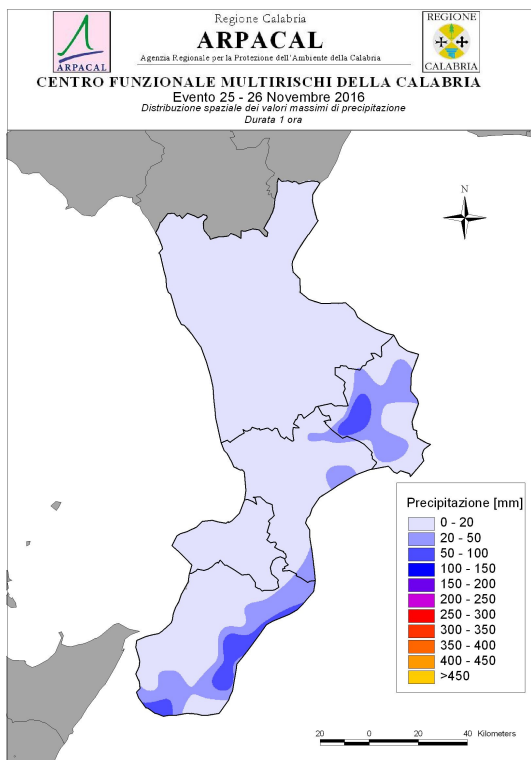 Regione Calabria
ARPACAL
Agenzia Regionale per la Protezione dell'Ambiente della Calabria
ARPACAL
REGIONE
CALABRIA
CENTRO FUNZIONALE MULTIRISCHI DELLA CALABRIA
Evento 25 - 26 Novembre 2016
Distribuzione spaziale dei valori massimi di precipitazione
Durata 1 ora
N
Precipitazione [mm]
0 - 20
20 - 50
50 - 100
100 - 150
150 - 200
200 - 250
250 - 300
300 - 350
350 - 400
400 - 450
>450
20 0 20 40 Kilometers